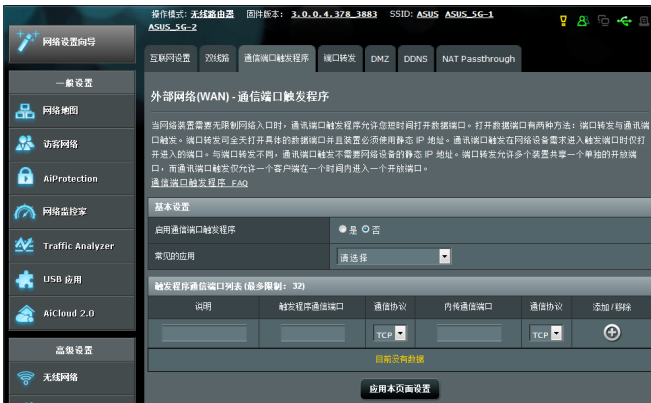 操作模式: 无线路由器 固件版本: 3.0.0.4.378_3883 SSID: ASUS ASUS_5G-1
ASUS_5G-2
网络设置向导
互联网设置 双线路 通信端口触发程序 端口转发 DMZ DDNS NAT Passthrough
一般设置
网络地图
访客网络
AiProtection
网络监控家
Traffic Analyzer
USB 应用
AiCloud 2.0
高级设置
无线网络
外部网络(WAN) - 通信端口触发程序
当网络装置需要无限制网络入口时，通讯端口触发程序允许您短时间打开数据端口。打开数据端口有两种方法：端口转发与通讯端
口触发。端口转发可全天打开具体的数据端口并且装置必须使用静态 IP 地址。通讯端口触发在网络设备需求进入触发端口时仅打
开进入的端口。与端口转发不同，通讯端口触发不需要网络设备的静态 IP 地址。端口转发允许多个装置共享一个单独的开放端
口，而通讯端口触发仅允许一个客户端在一个时间内进入一个开放端口。
通信端口触发程序 FAQ
基本设置
启用通信端口触发程序 是 否
常见的应用 请选择
触发程序通信端口列表 (最多限制： 32)
说明 触发程序通信端口 通信协议 内传通信端口 通信协议 添加 / 移除
TCP TCP
目前没有数据
应用本页面设置